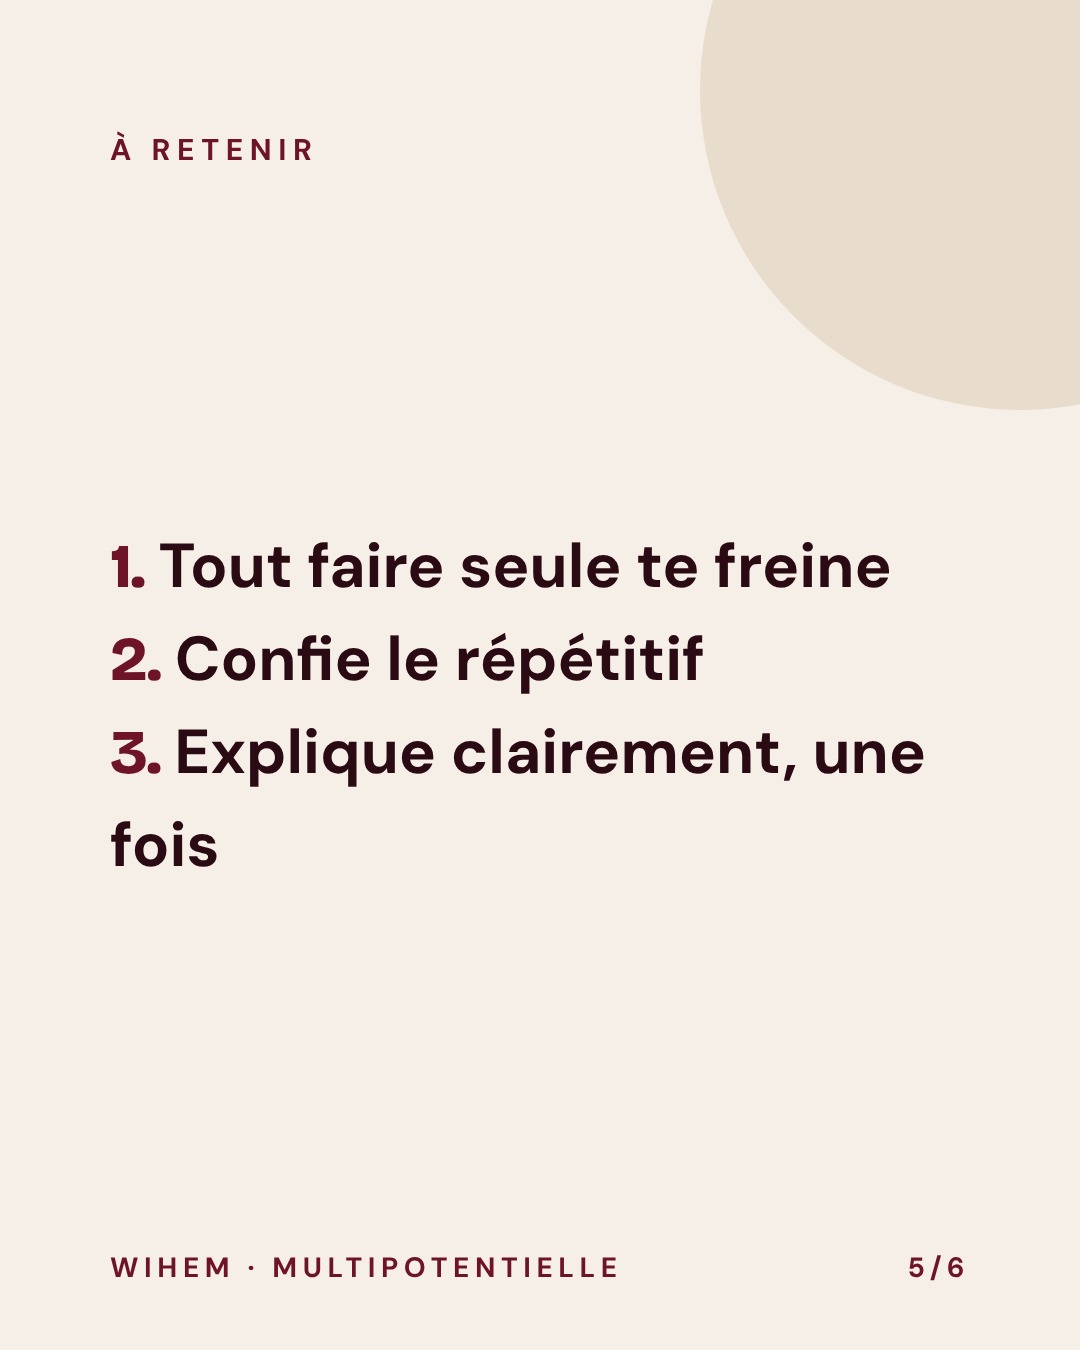 À RETENIR
1. Tout faire seule te freine
2. Confie le répétitif
3. Explique clairement, une
fois
WIHEM · MULTIPOTENTIELLE
5/6